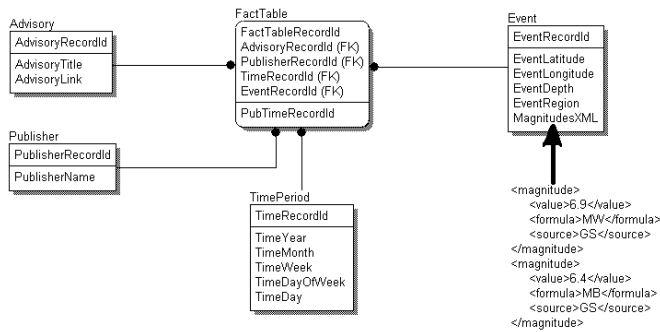 Advisory
AdvisoryRecordId
AdvisoryTitle
AdvisoryLink
FactTable
FactTableRecordId
AdvisoryRecordId (FK)
PublisherRecordId (FK)
TimeRecordId (FK)
EventRecordId (FK)
PubTimeRecordId
Event
EventRecordId
EventLatitude
EventLongitude
EventDepth
EventRegion
MagnitudesXML
Publisher
PublisherRecordId
PublisherName
TimePeriod
TimeRecordId
TimeYear
TimeMonth
TimeWeek
TimeDayOfWeek
TimeDay
<magnitude>
<value>6.9</value>
<formula>MW</formula>
<source>GS</source>
</magnitude>
<magnitude>
<value>6.4</value>
<formula>MB</formula>
<source>GS</source>
</magnitude>